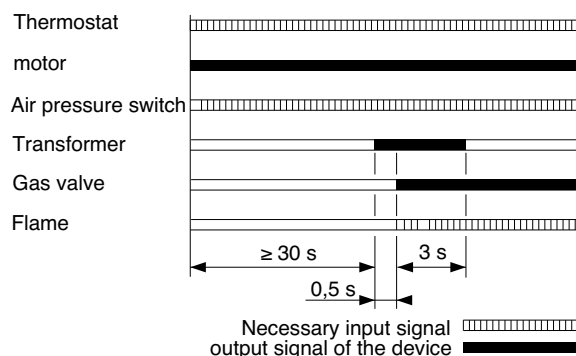 Thermostat
motor
Air pressure switch
Transformer
Gas valve
Flame
≥ 30 s
3 s
0,5 s
Necessary input signal
output signal of the device